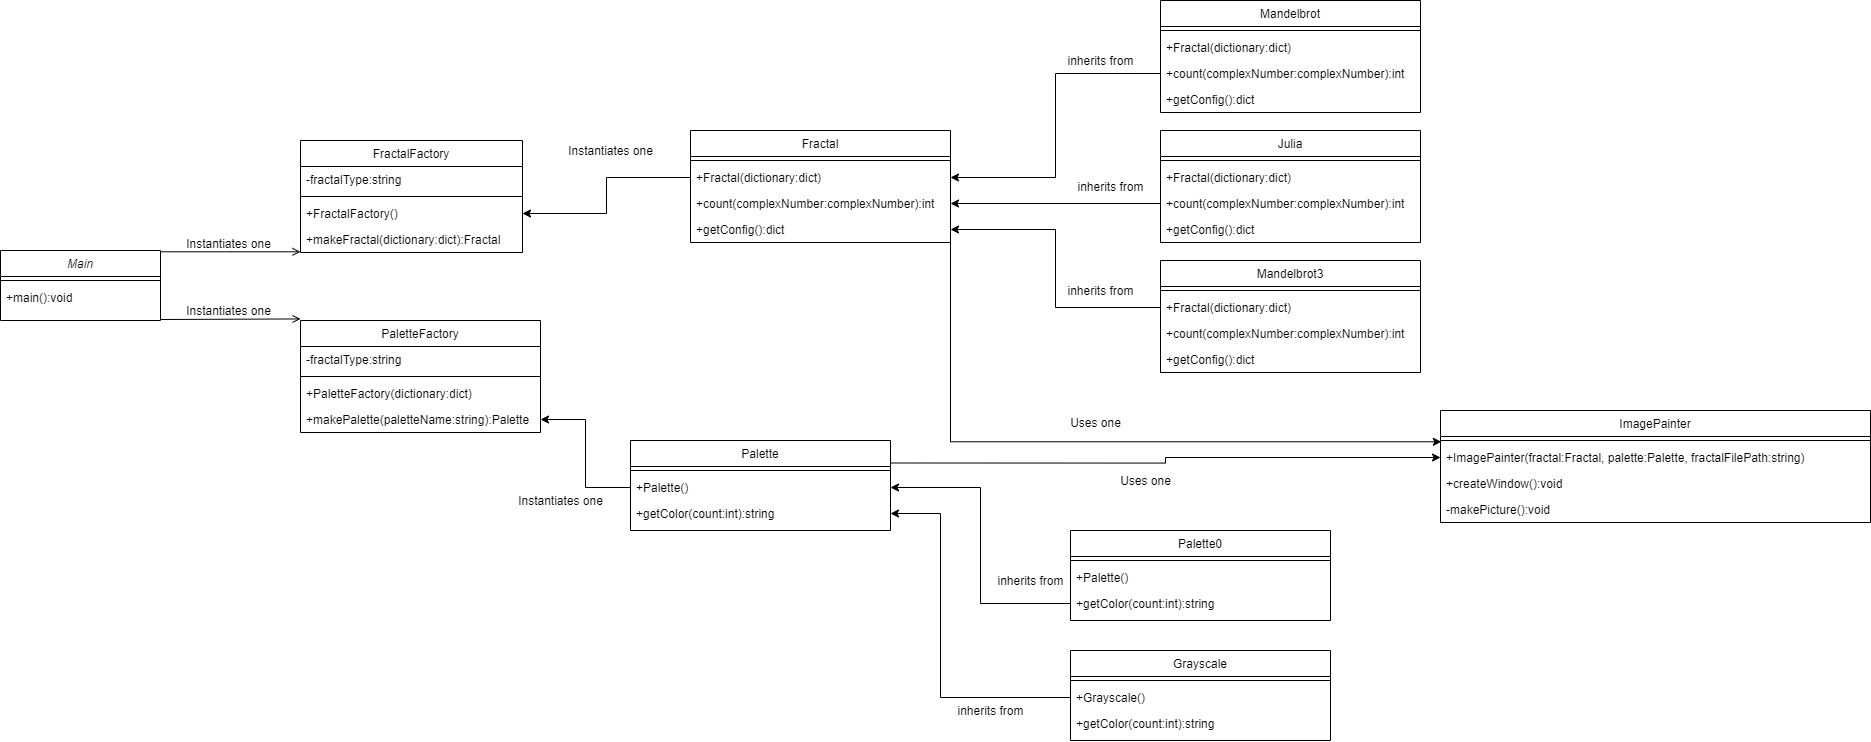 Main
+main():void
Instantiates one
Instantiates one
FractalFactory
-fractalType:string
+FractalFactory()
+makeFractal(dictionary:dict):Fractal
PaletteFactory
-fractalType:string
+PaletteFactory(dictionary:dict)
+makePalette(paletteName:string):Palette
Instantiates one
Fractal
+Fractal(dictionary:dict)
+count(complexNumber:complexNumber):int
+getConfig():dict
Instantiates one
Palette
+Palette()
+getColor(count:int):string
inherits from
inherits from
inherits from
Mandelbrot
+Fractal(dictionary:dict)
+count(complexNumber:complexNumber):int
+getConfig():dict
Julia
+Fractal(dictionary:dict)
+count(complexNumber:complexNumber):int
+getConfig():dict
Mandelbrot3
+Fractal(dictionary:dict)
+count(complexNumber:complexNumber):int
+getConfig():dict
Uses one
Uses one
ImagePainter
+ImagePainter(fractal:Fractal, palette:Palette, fractalFilePath:string)
+createWindow():void
-makePicture():void
inherits from
Palette0
+Palette()
+getColor(count:int):string
inherits from
Grayscale
+Grayscale()
+getColor(count:int):string